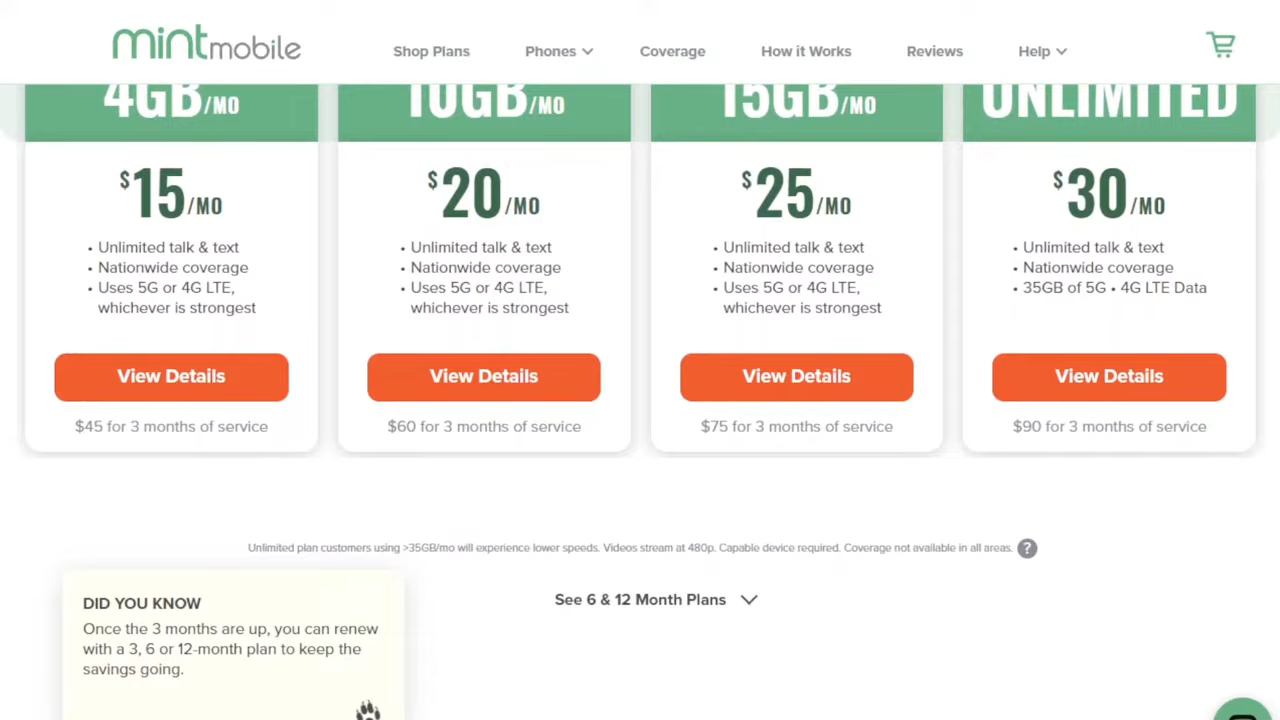 mintmobile
Shop Plans
Phones
Coverage
How it Works
Reviews
Help
4GB/MO
$15/MO
• Unlimited talk & text
• Nationwide coverage
• Uses 5G or 4G LTE,
whichever is strongest
View Details
$45 for 3 months of service
10GB/MO
$20/MO
• Unlimited talk & text
• Nationwide coverage
• Uses 5G or 4G LTE,
whichever is strongest
View Details
$60 for 3 months of service
15GB/MO
$25/MO
• Unlimited talk & text
• Nationwide coverage
• Uses 5G or 4G LTE,
whichever is strongest
View Details
$75 for 3 months of service
UNLIMITED
$30/MO
• Unlimited talk & text
• Nationwide coverage
• 35GB of 5G • 4G LTE Data
View Details
$90 for 3 months of service
Unlimited plan customers using >35GB/mo will experience lower speeds. Videos stream at 480p. Capable device required. Coverage not available in all areas. ?
See 6 & 12 Month Plans
DID YOU KNOW
Once the 3 months are up, you can renew
with a 3, 6 or 12-month plan to keep the
savings going.